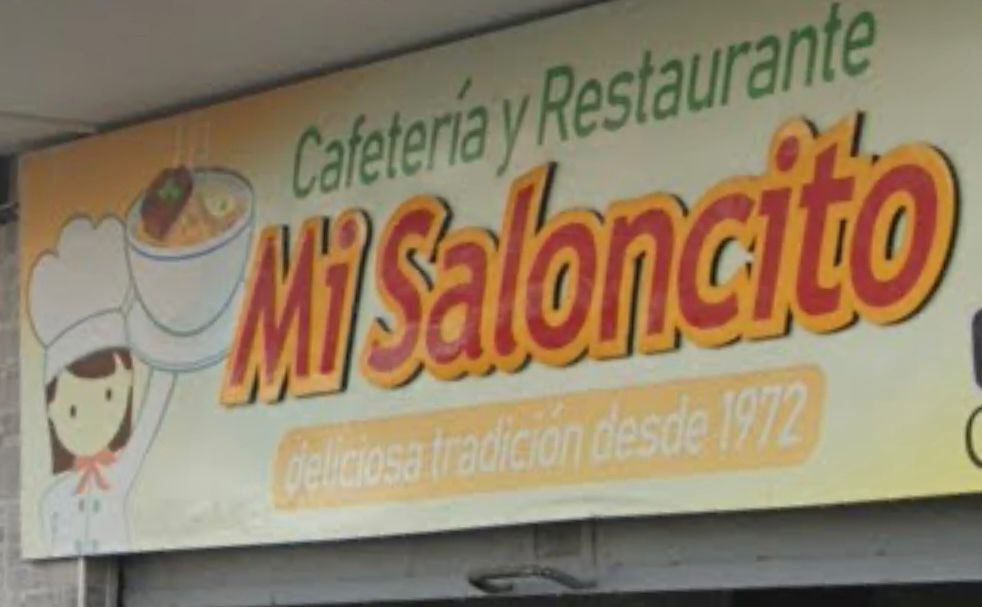 Cafetería y Restaurante
Mi Saloncito
deliciosa tradición desde 1972